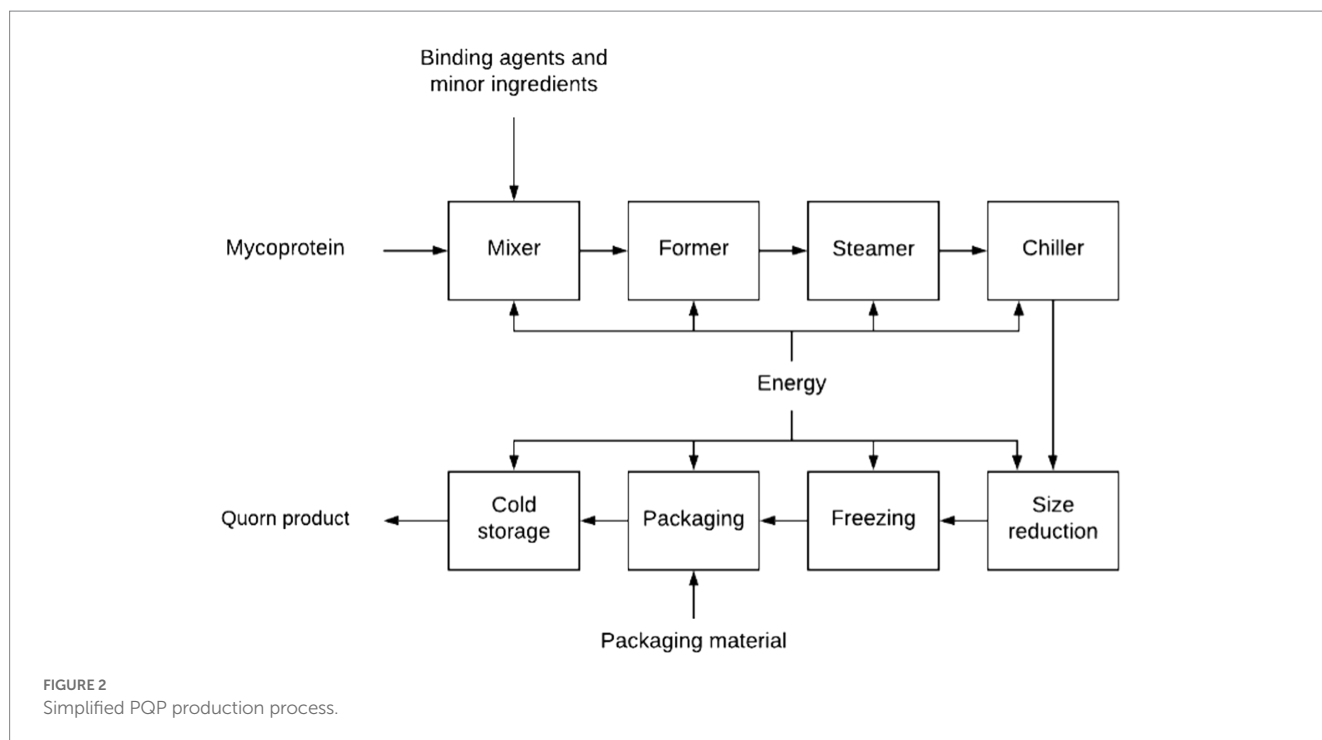 Binding agents and
minor ingredients
Mycoprotein
Mixer
Former
Steamer
Chiller
Energy
Quorn product
Cold
storage
Packaging
Freezing
Size
reduction
Packaging material
FIGURE 2
Simplified PQP production process.